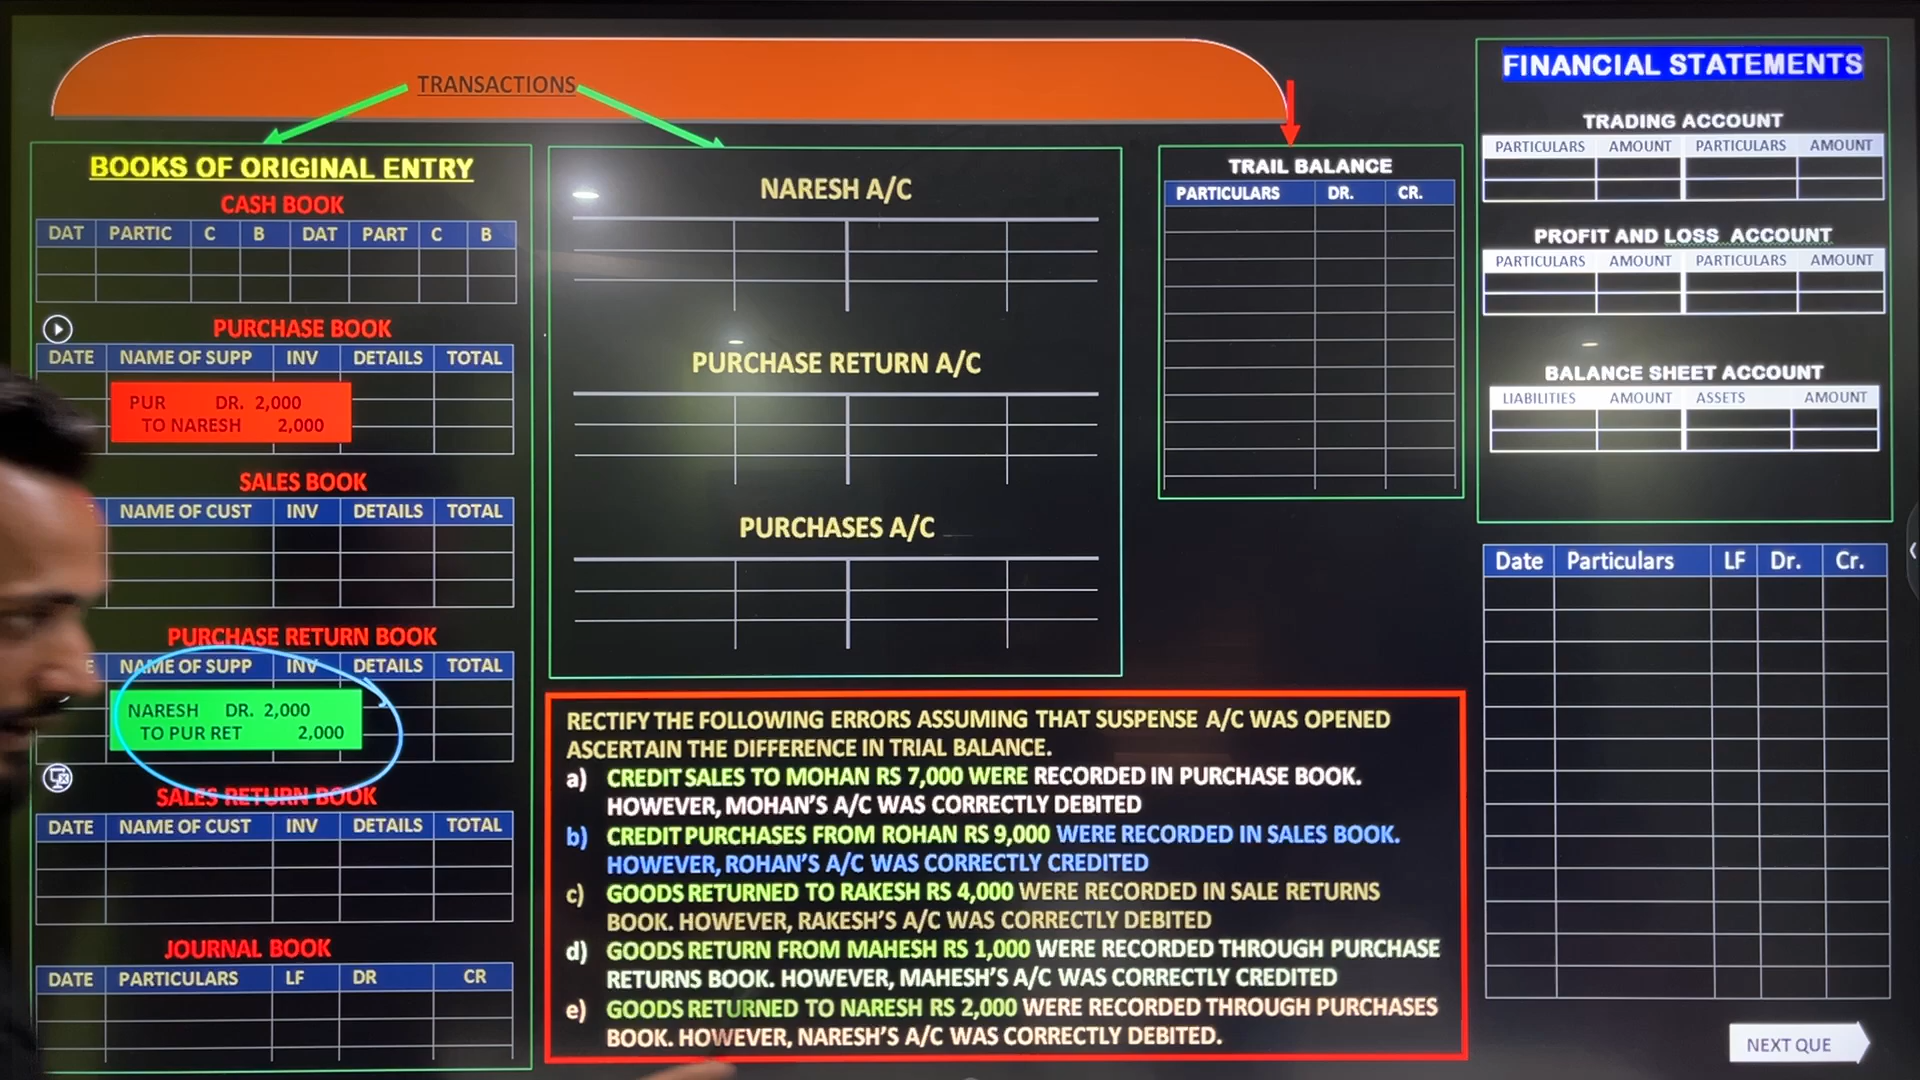 TRANSACTIONS
BOOKS OF ORIGINAL ENTRY
CASH BOOK
DAT PARTIC C B DAT PART C B
PURCHASE BOOK
DATE NAME OF SUPP INV DETAILS TOTAL
PUR DR. 2,000
TO NARESH 2,000
SALES BOOK
NAME OF CUST INV DETAILS TOTAL
PURCHASE RETURN BOOK
E NAME OF SUPP INV DETAILS TOTAL
NARESH DR. 2,000
TO PUR RET 2,000
SALES RETURN BOOK
DATE NAME OF CUST INV DETAILS TOTAL
JOURNAL BOOK
DATE PARTICULARS LF DR CR
NARESH A/C
PURCHASE RETURN A/C
PURCHASES A/C
TRAIL BALANCE
PARTICULARS DR. CR.
FINANCIAL STATEMENTS
TRADING ACCOUNT
PARTICULARS AMOUNT PARTICULARS AMOUNT
PROFIT AND LOSS ACCOUNT
PARTICULARS AMOUNT PARTICULARS AMOUNT
BALANCE SHEET ACCOUNT
LIABILITIES AMOUNT ASSETS AMOUNT
Date Particulars LF Dr. Cr.
RECTIFY THE FOLLOWING ERRORS ASSUMING THAT SUSPENSE A/C WAS OPENED
ASCERTAIN THE DIFFERENCE IN TRIAL BALANCE.
a) CREDIT SALES TO MOHAN RS 7,000 WERE RECORDED IN PURCHASE BOOK.
HOWEVER, MOHAN'S A/C WAS CORRECTLY DEBITED
b) CREDIT PURCHASES FROM ROHAN RS 9,000 WERE RECORDED IN SALES BOOK.
HOWEVER, ROHAN'S A/C WAS CORRECTLY CREDITED
c) GOODS RETURNED TO RAKESH RS 4,000 WERE RECORDED IN SALE RETURNS
BOOK. HOWEVER, RAKESH'S A/C WAS CORRECTLY DEBITED
d) GOODS RETURN FROM MAHESH RS 1,000 WERE RECORDED THROUGH PURCHASE
RETURNS BOOK. HOWEVER, MAHESH'S A/C WAS CORRECTLY CREDITED
e) GOODS RETURNED TO NARESH RS 2,000 WERE RECORDED THROUGH PURCHASES
BOOK. HOWEVER, NARESH'S A/C WAS CORRECTLY DEBITED.
NEXT QUE